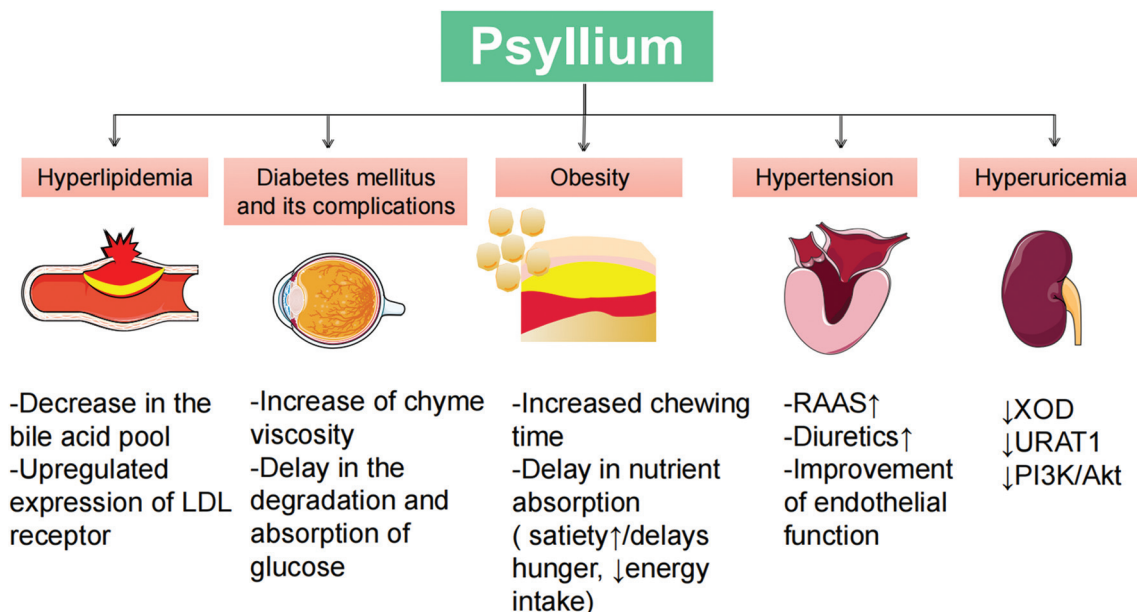 Psyllium
Hyperlipidemia
Diabetes mellitus
and its complications
Obesity
Hypertension
Hyperuricemia
-Decrease in the
bile acid pool
-Upregulated
expression of LDL
receptor
-Increase of chyme
viscosity
-Delay in the
degradation and
absorption of
glucose
-Increased chewing
time
-Delay in nutrient
absorption
( satiety↑/delays
hunger, ↓energy
intake)
-RAAS↑
-Diuretics↑
-Improvement
of endothelial
function
↓XOD
↓URAT1
↓PI3K/Akt